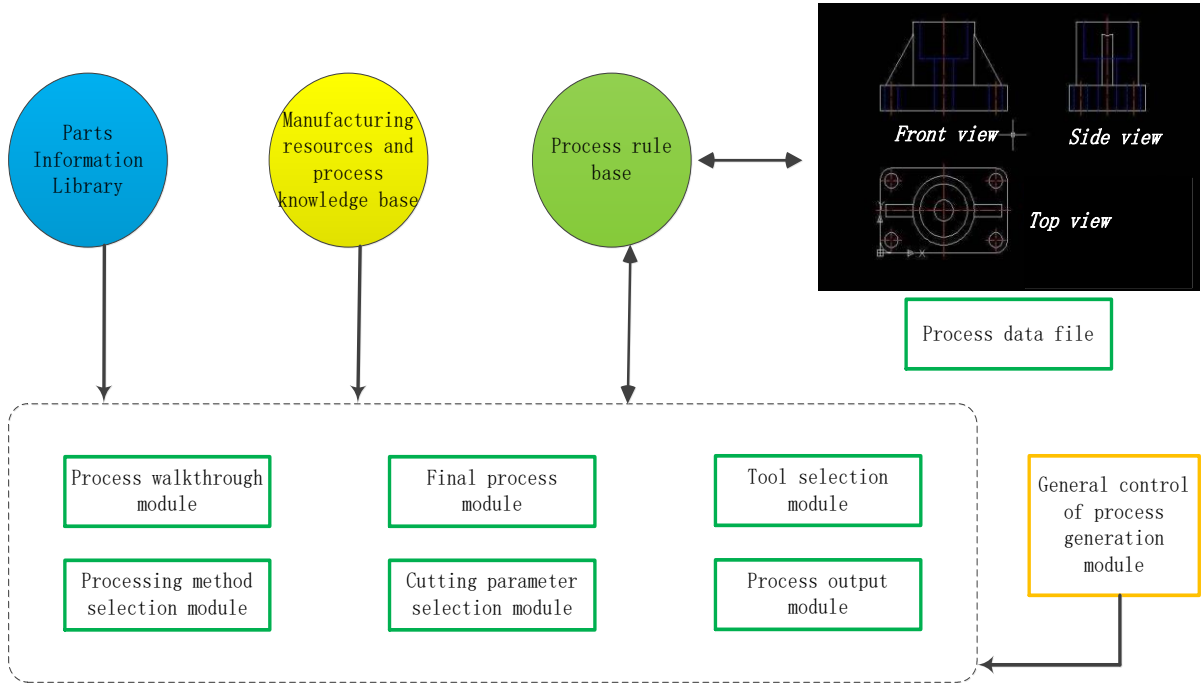 Parts
Information
Library
Manufacturing
resources and
process
knowledge base
Process rule
base
Front view
Side view
Top view
Y
X
Process data file
Process walkthrough
module
Final process
module
Tool selection
module
Processing method
selection module
Cutting parameter
selection module
Process output
module
General control
of process
generation
module